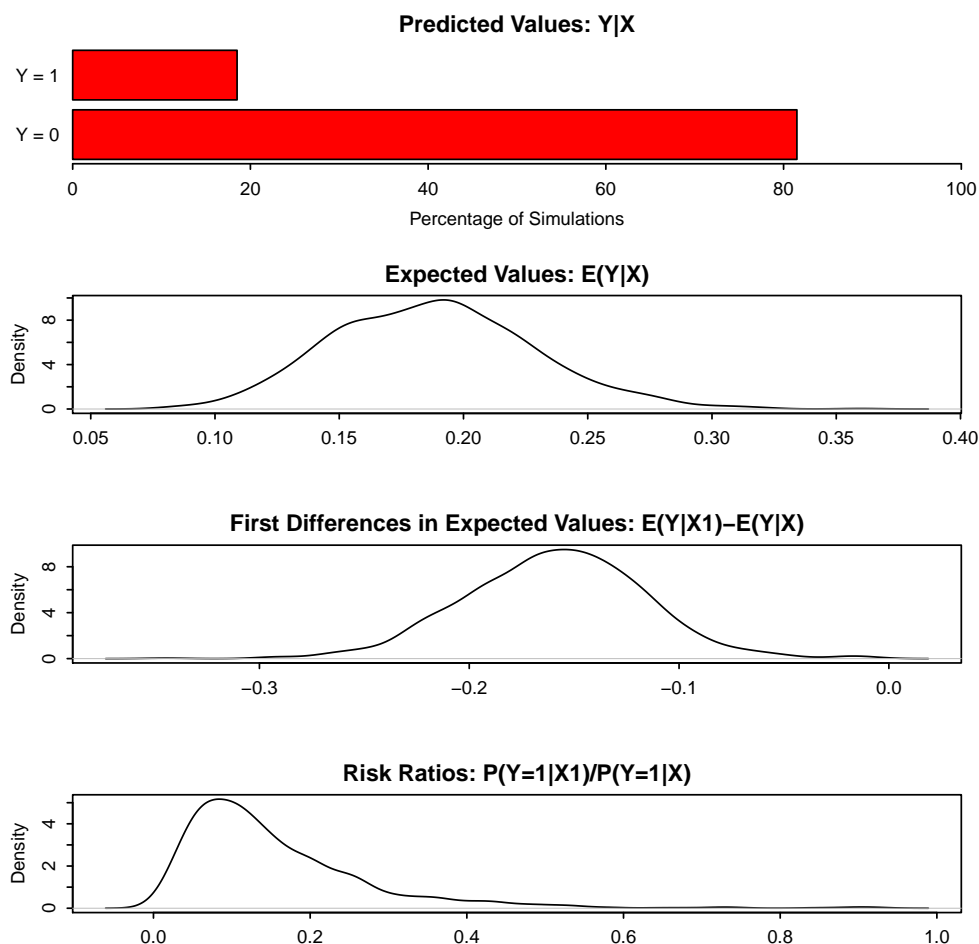 Predicted Values: Y|X
Y = 1
Y = 0
0 20 40 60 80 100
Percentage of Simulations
Expected Values: E(Y|X)
Density
0 4 8
0.05 0.10 0.15 0.20 0.25 0.30 0.35 0.40
First Differences in Expected Values: E(Y|X1)−E(Y|X)
Density
0 4 8
−0.3 −0.2 −0.1 0.0
Risk Ratios: P(Y=1|X1)/P(Y=1|X)
Density
0 2 4
0.0 0.2 0.4 0.6 0.8 1.0